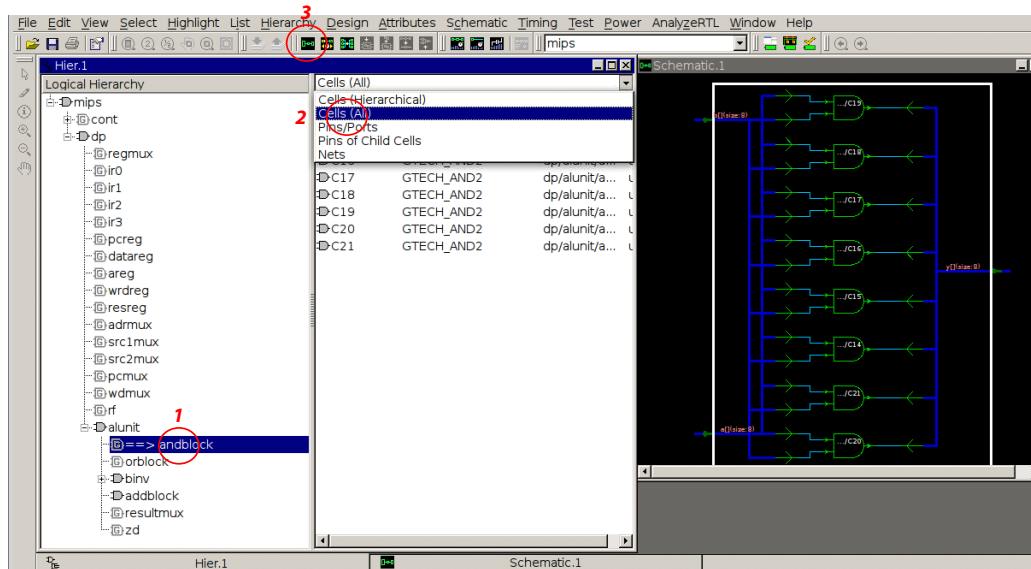 3
File Edit View Select Highlight List Hierarchy Design Attributes Schematic Timing Test Power AnalyzeRTL Window Help
mips
Hier.1
Schematic.1
Logical Hierarchy
Cells (All)
Cells (Hierarchical)
Cells (All)
Pins/Ports
Pins of Child Cells
Nets
2
mips
cont
dp
regmux
ir0
ir1
ir2
ir3
pcreg
datareg
areg
wrdreg
resreg
adrmux
src1mux
src2mux
pcmux
wdmux
rf
1
alunit
==> andblock
orblock
binv
addblock
resultmux
zd
C17 GTECH_AND2 dp/alunit/a...
C18 GTECH_AND2 dp/alunit/a...
C19 GTECH_AND2 dp/alunit/a...
C20 GTECH_AND2 dp/alunit/a...
C21 GTECH_AND2 dp/alunit/a...
.../C19
.../C18
.../C17
.../C16
y[](size:8)
.../C15
.../C14
.../C21
a[](size:8)
.../C20
Hier.1
Schematic.1